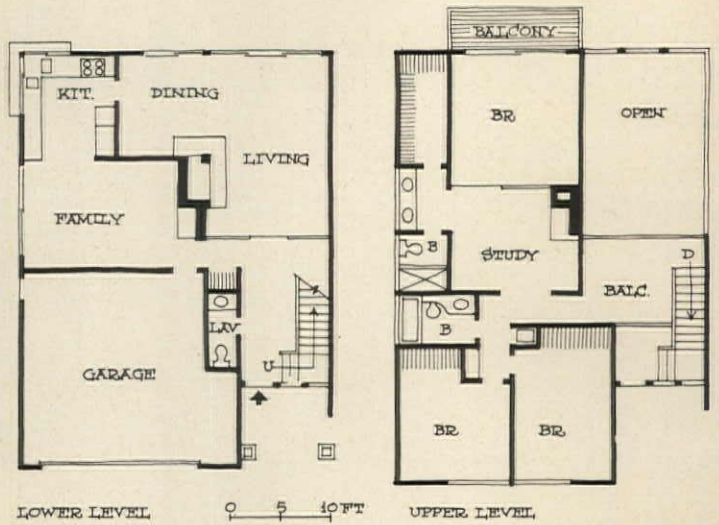 BALCONY
KIT.
DINING
BR
OPEN
LIVING
FAMILY
B
STUDY
D
BALC.
LAV
B
U
GARAGE
BR
BR
LOWER LEVEL
0 5 10 FT
UPPER LEVEL